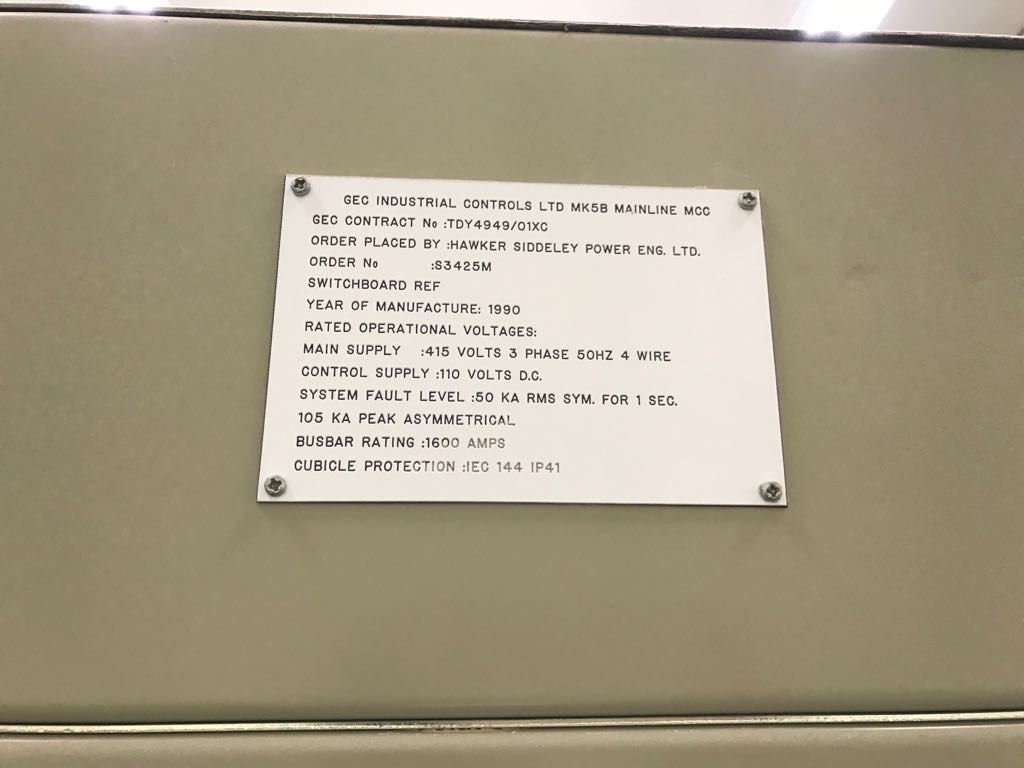 GEC INDUSTRIAL CONTROLS LTD MK5B MAINLINE MCC
GEC CONTRACT No :TDY4949/01XC
ORDER PLACED BY :HAWKER SIDDELEY POWER ENG. LTD.
ORDER No :S3425M
SWITCHBOARD REF
YEAR OF MANUFACTURE: 1990
RATED OPERATIONAL VOLTAGES:
MAIN SUPPLY :415 VOLTS 3 PHASE 50HZ 4 WIRE
CONTROL SUPPLY :110 VOLTS D.C.
SYSTEM FAULT LEVEL :50 KA RMS SYM. FOR 1 SEC.
105 KA PEAK ASYMMETRICAL
BUSBAR RATING :1600 AMPS
CUBICLE PROTECTION :IEC 144 IP41